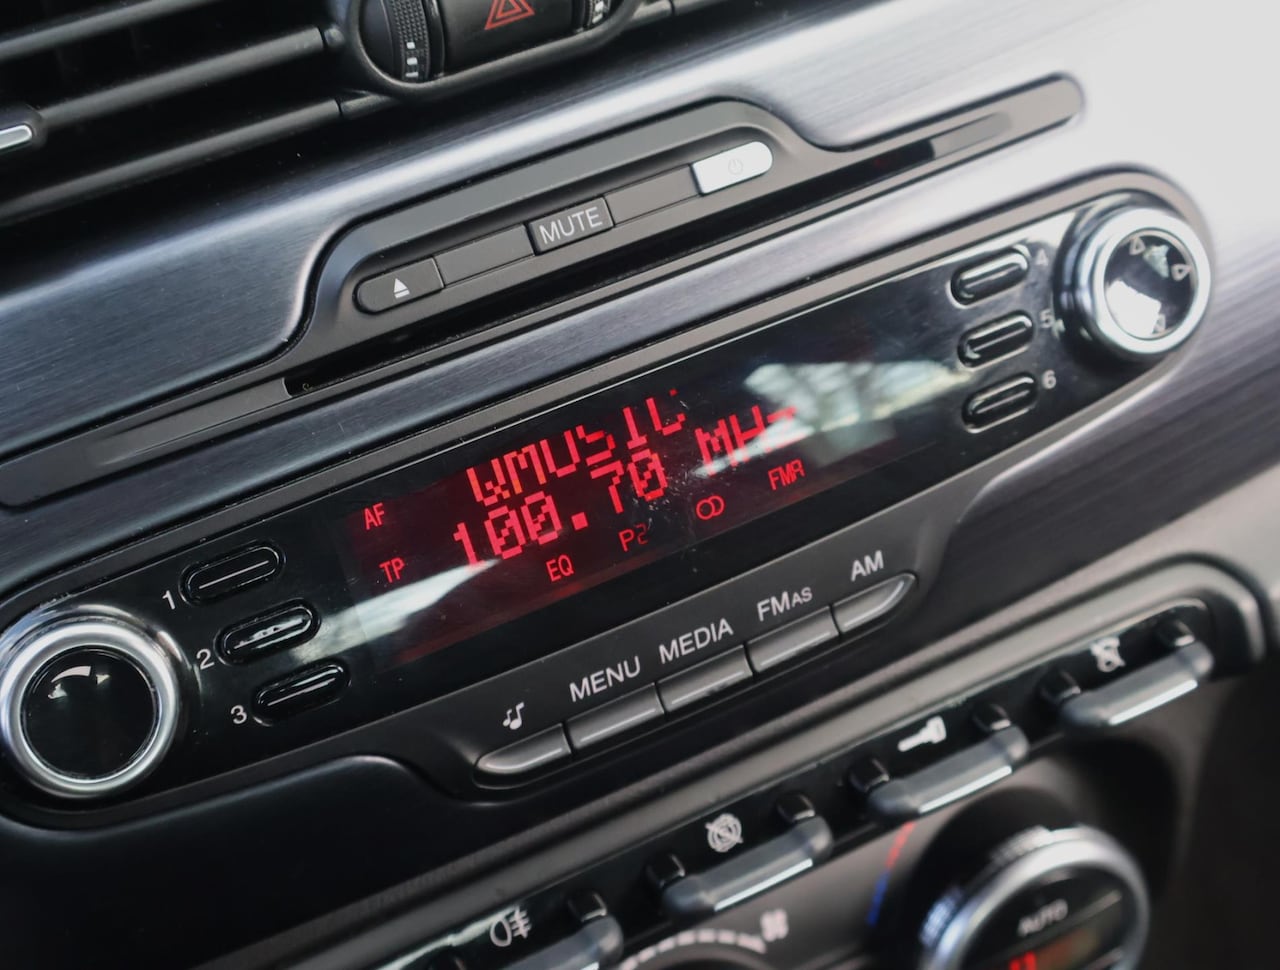 MUTE
4
5
6
QMUSIC
AF
100.70 MHz
TP
EQ
P2
FMR
1
2
3
MENU
MEDIA
FMAS
AM
AUTO